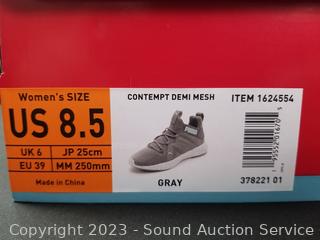 Women's SIZE
US 8.5
UK 6 JP 25cm
EU 39 MM 250mm
Made in China
CONTEMPT DEMI MESH
ITEM 1624554
GRAY
378221 01
Copyright 2023 - Sound Auction Service